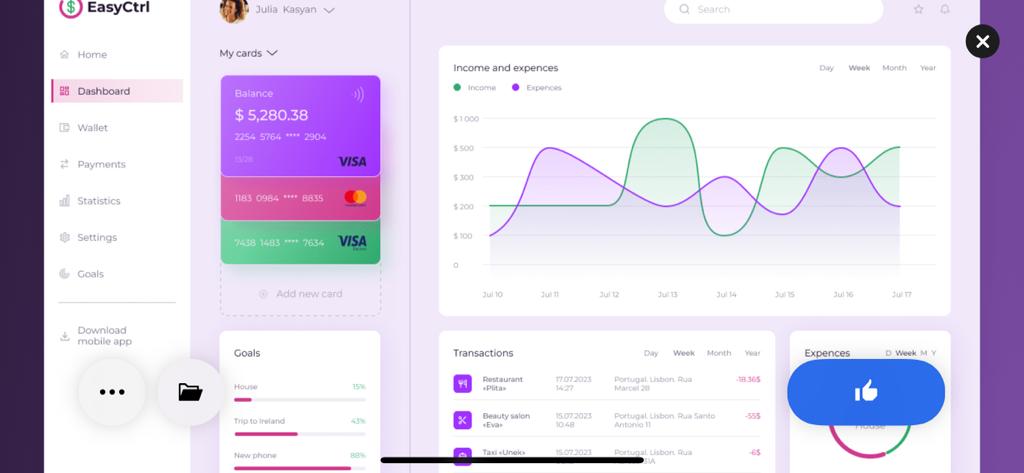 EasyCtrl
Julia Kasyan
Search
Home
Dashboard
Wallet
Payments
Statistics
Settings
Goals
Download
mobile app
My cards
Balance
$ 5,280.38
2254 5764 **** 2904
VISA
1183 0984 **** 8835
7438 1483 **** 7634
VISA
Add new card
Income and expences
Day Week Month Year
Income Expences
$ 1 000
$ 500
$ 300
$ 200
$ 100
0
Jul 10 Jul 11 Jul 12 Jul 13 Jul 14 Jul 15 Jul 16 Jul 17
Goals
House 15%
Trip to Ireland 43%
New phone 88%
Transactions
Day Week Month Year
Restaurant
«Plita»
17.07.2023
14:27
Portugal. Lisbon. Rua
Marcel 28
-18.36$
Beauty salon
«Eva»
15.07.2023
10:48
Portugal. Lisbon. Rua Santo
Antonio 11
-55$
Taxi «Unek»
15.07.2023
Portugal. Lisbon. Rua
-6$
Expences
D Week M Y